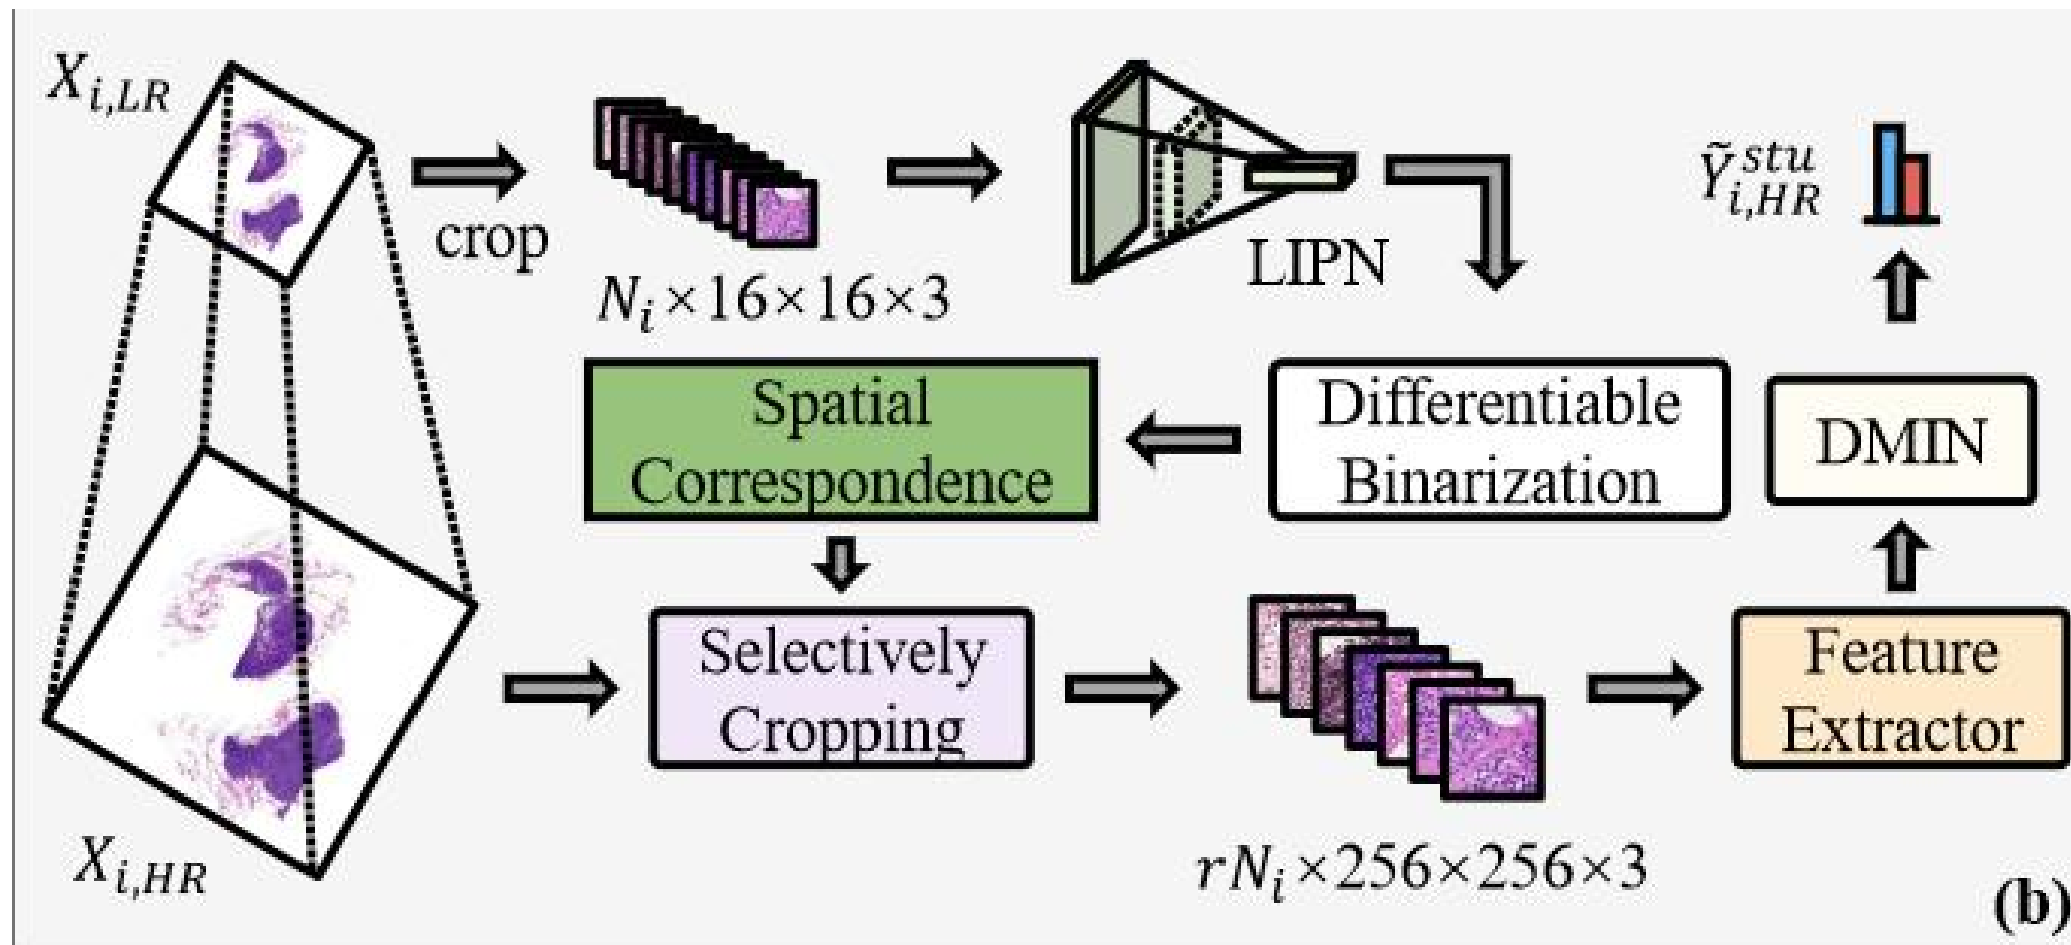 X_{i,LR}
crop
N_i×16×16×3
LIPN
Ỹ_{i,HR}^{stu}
Spatial
Correspondence
Differentiable
Binarization
DMIN
Selectively
Cropping
Feature
Extractor
X_{i,HR}
rN_i×256×256×3
(b)